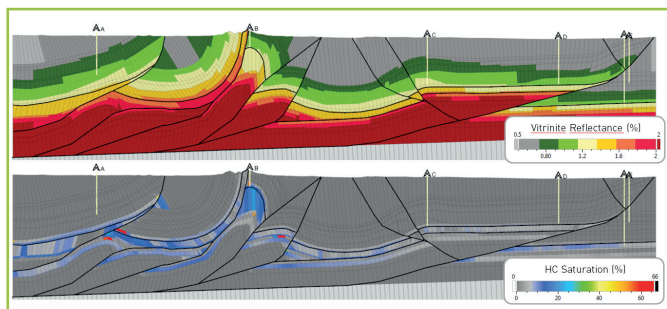 A
B
C
D
Vitrinite Reflectance (%)
0.5
2
0.80
1.2
1.6
2
A
B
C
D
HC Saturation (%)
0
66
0
20
40
60